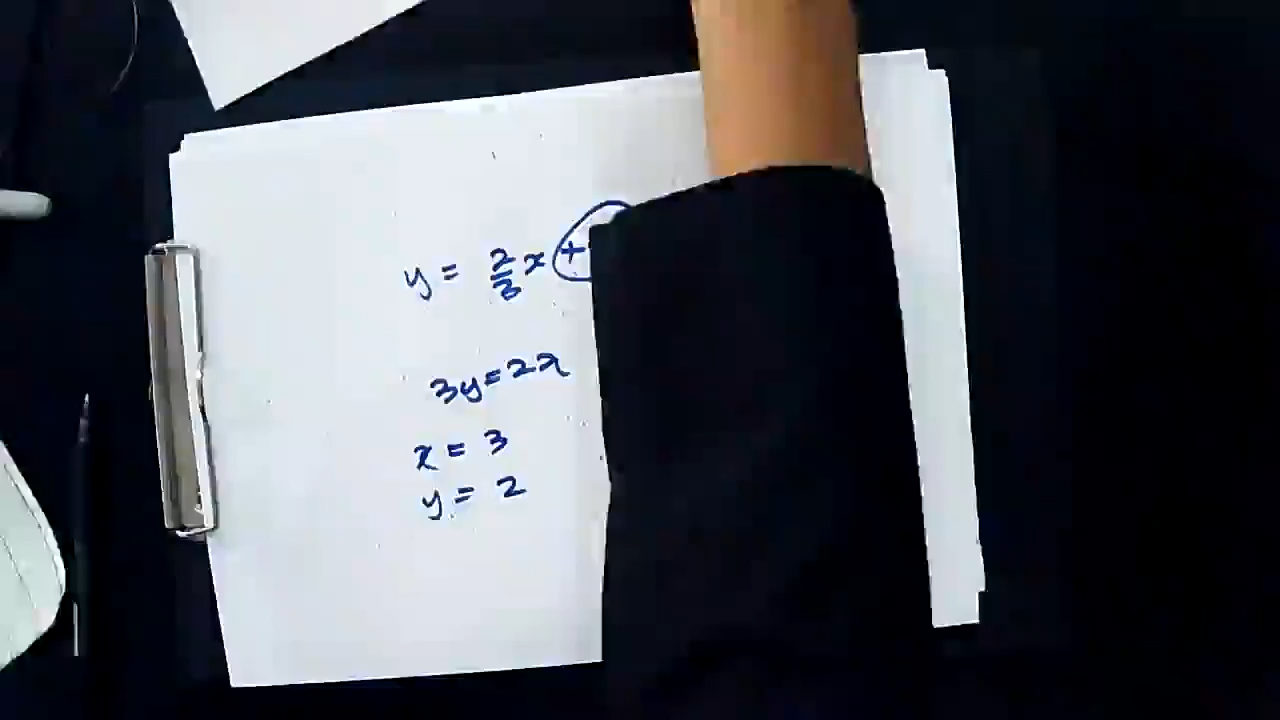 y = 2/3 x +
3y = 2x
x = 3
y = 2